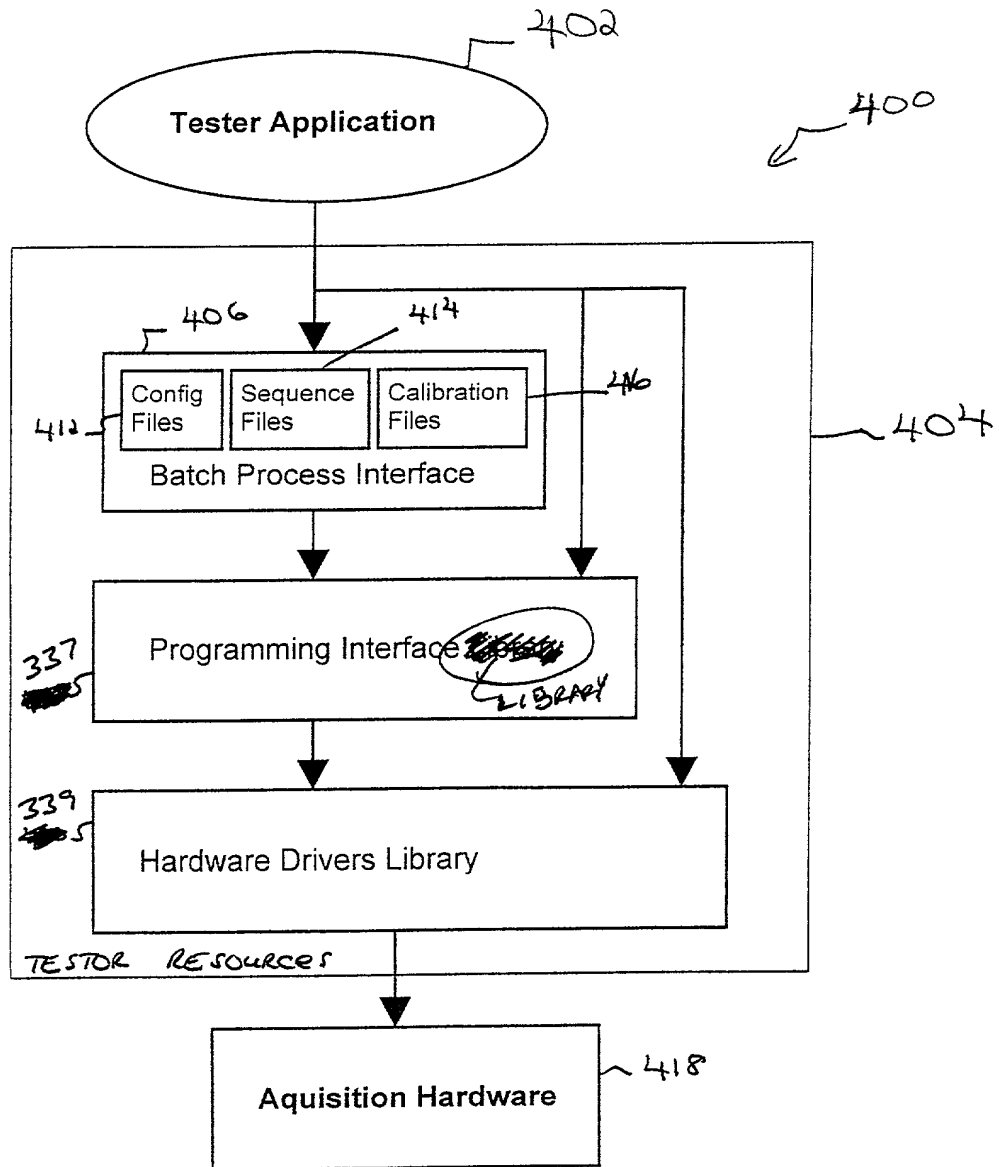 402
Tester Application
400
406
414
Config Files
Sequence Files
Calibration Files
416
412
404
Batch Process Interface
337
Programming Interface
LIBRARY
339
Hardware Drivers Library
TESTOR RESOURCES
Aquisition Hardware
418